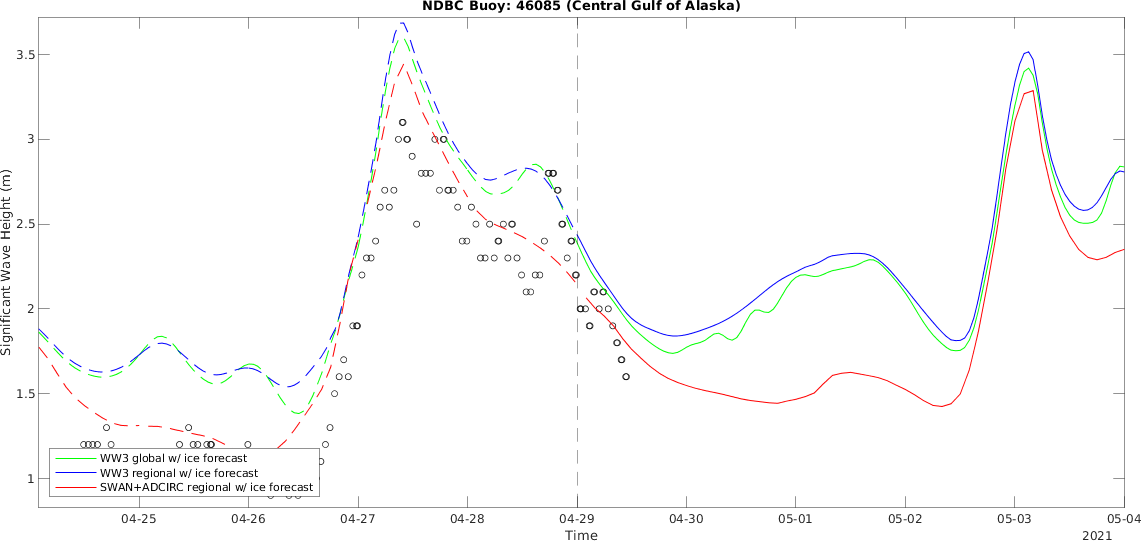 NDBC Buoy: 46085 (Central Gulf of Alaska)
Significant Wave Height (m)
3.5
3
2.5
2
1.5
1
WW3 global w/ ice forecast
WW3 regional w/ ice forecast
SWAN+ADCIRC regional w/ ice forecast
04-25 04-26 04-27 04-28 04-29 04-30 05-01 05-02 05-03 05-04
Time
2021